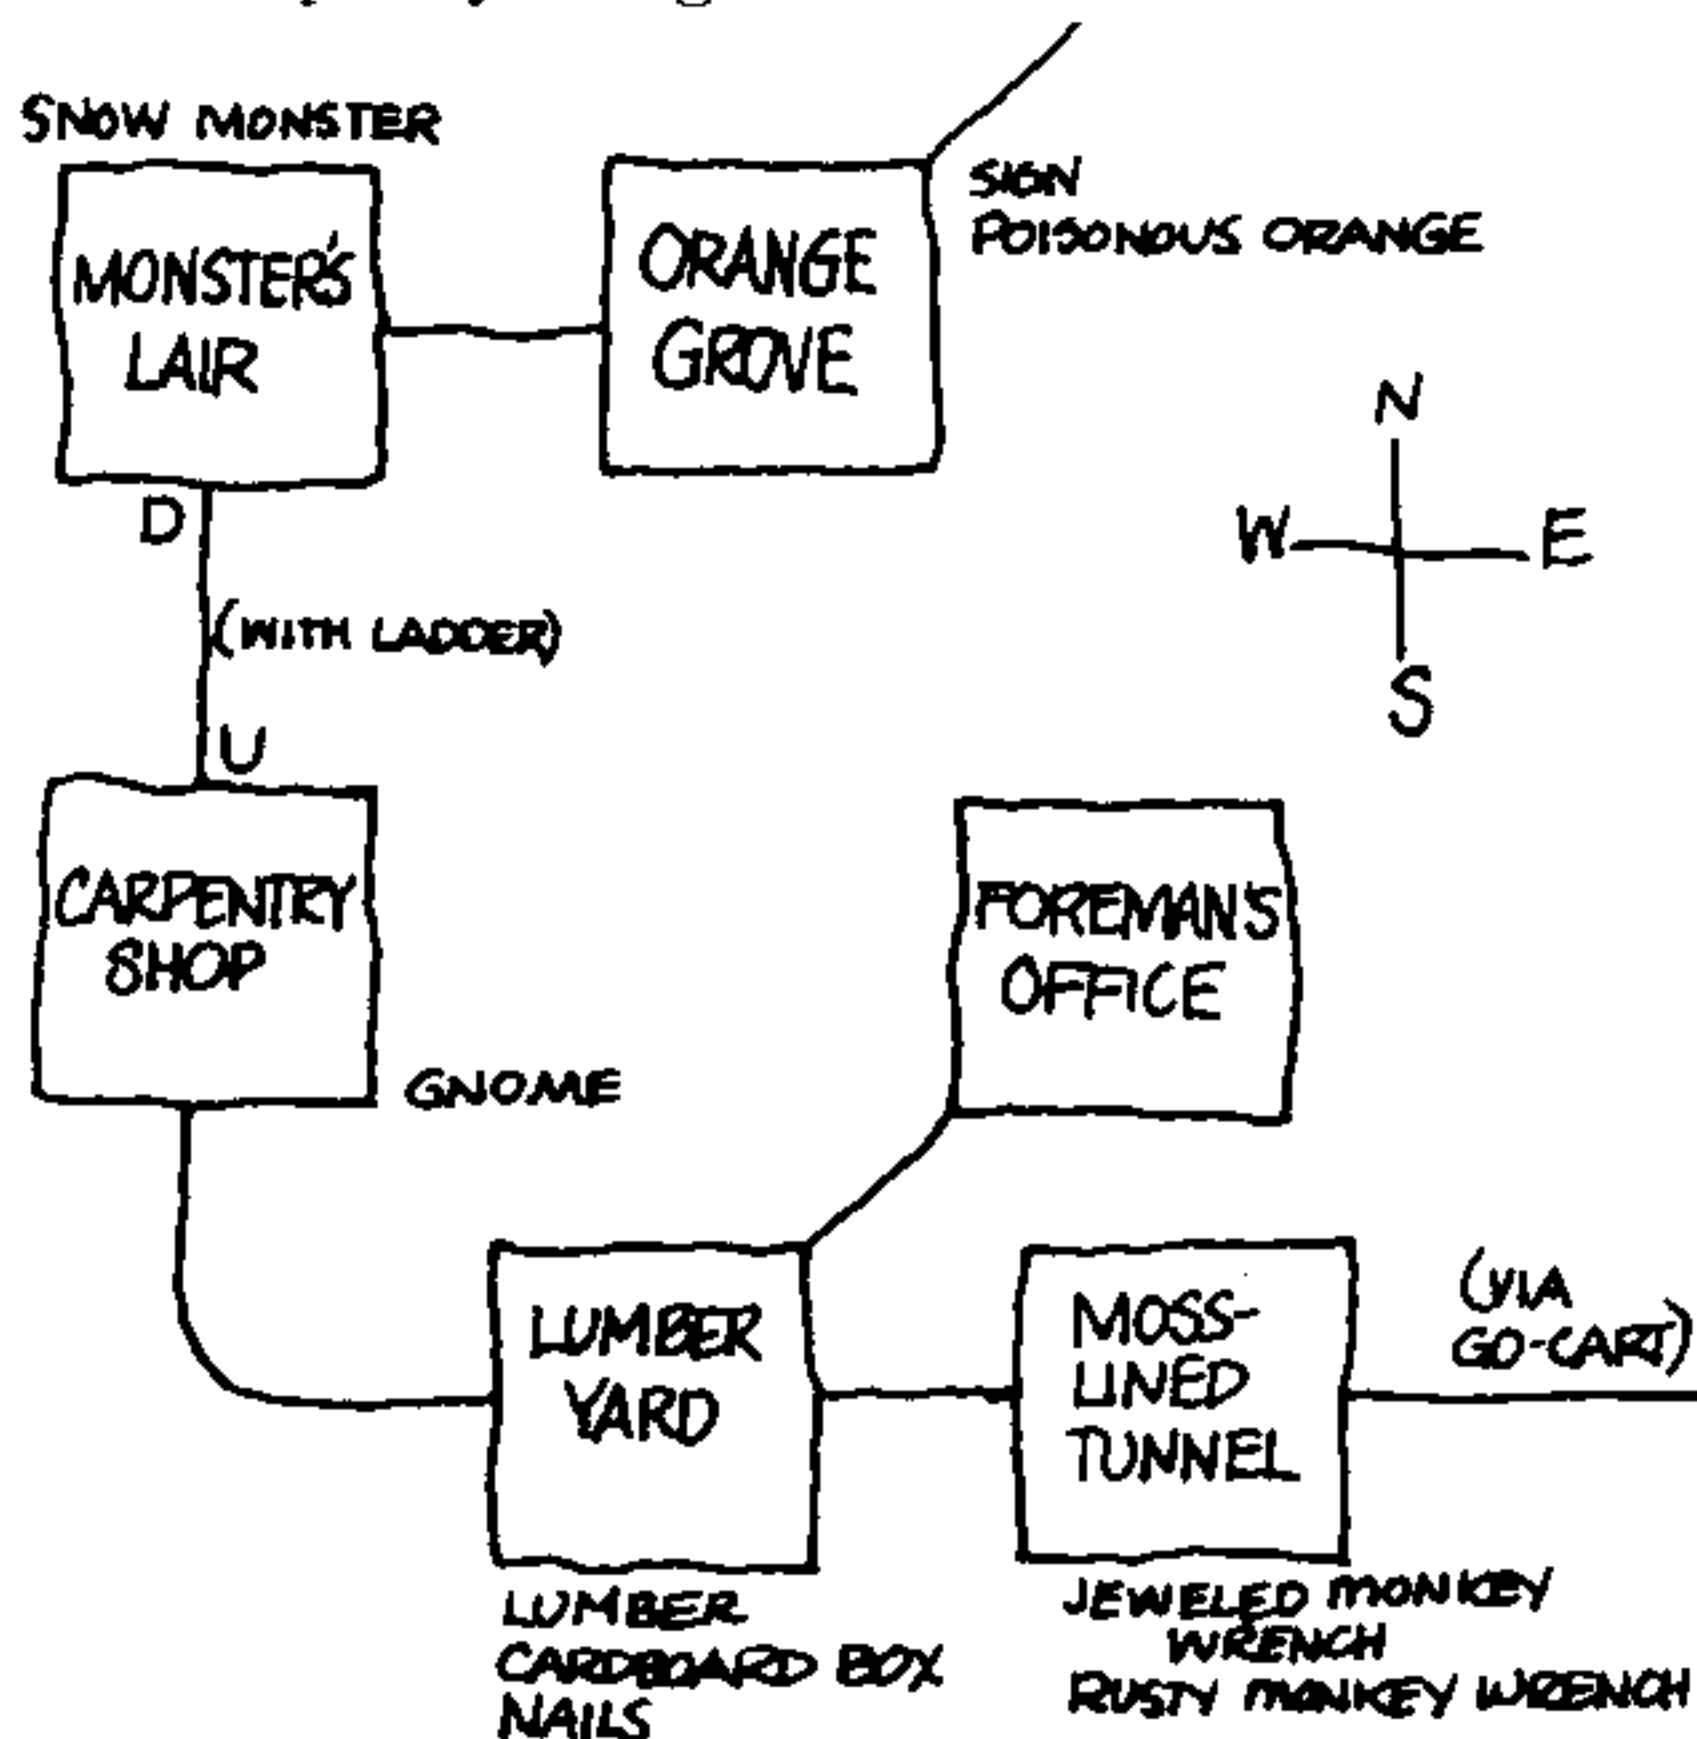 SNOW MONSTER
MONSTER'S
LAIR
ORANGE
GROVE
SIGN
POISONOUS ORANGE
N
W
E
S
D
(WITH LADDER)
U
CARPENTRY
SHOP
GNOME
FOREMAN'S
OFFICE
LUMBER
YARD
MOSS-
LINED
TUNNEL
(VIA
GO-CART)
LUMBER
CARDBOARD BOX
NAILS
JEWELED MONKEY
WRENCH
RUSTY MONKEY WRENCH